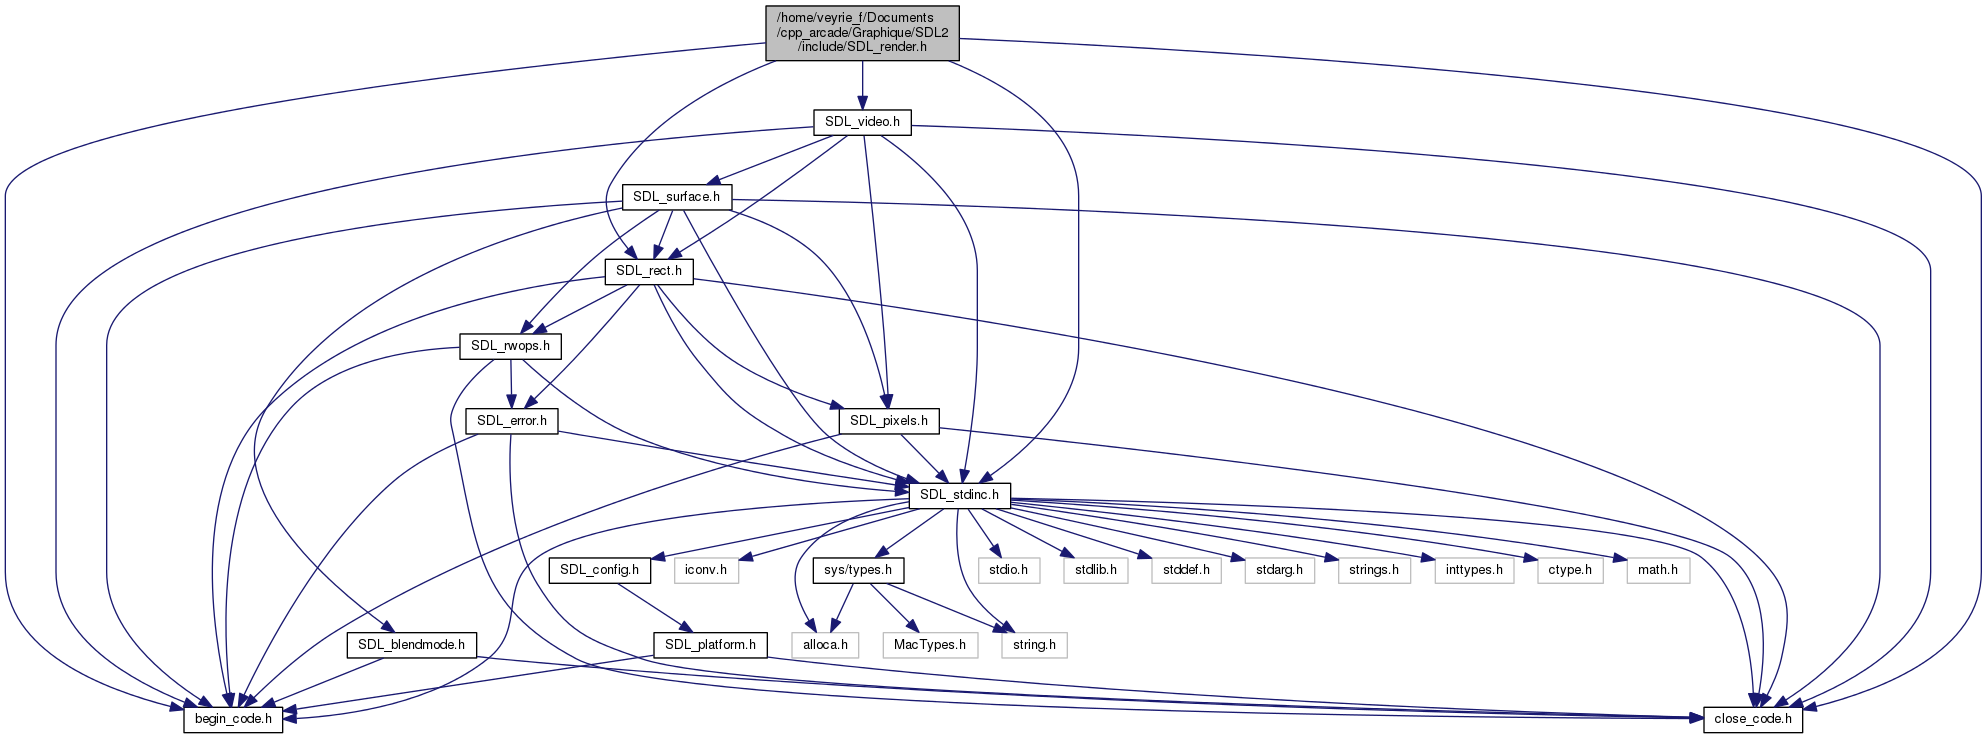 /home/veyrie_f/Documents
/cpp_arcade/Graphique/SDL2
/include/SDL_render.h
SDL_video.h
SDL_surface.h
SDL_rect.h
SDL_rwops.h
SDL_error.h
SDL_pixels.h
SDL_stdinc.h
SDL_config.h
iconv.h
sys/types.h
stdio.h
stdlib.h
stddef.h
stdarg.h
strings.h
inttypes.h
ctype.h
math.h
SDL_blendmode.h
SDL_platform.h
alloca.h
MacTypes.h
string.h
begin_code.h
close_code.h